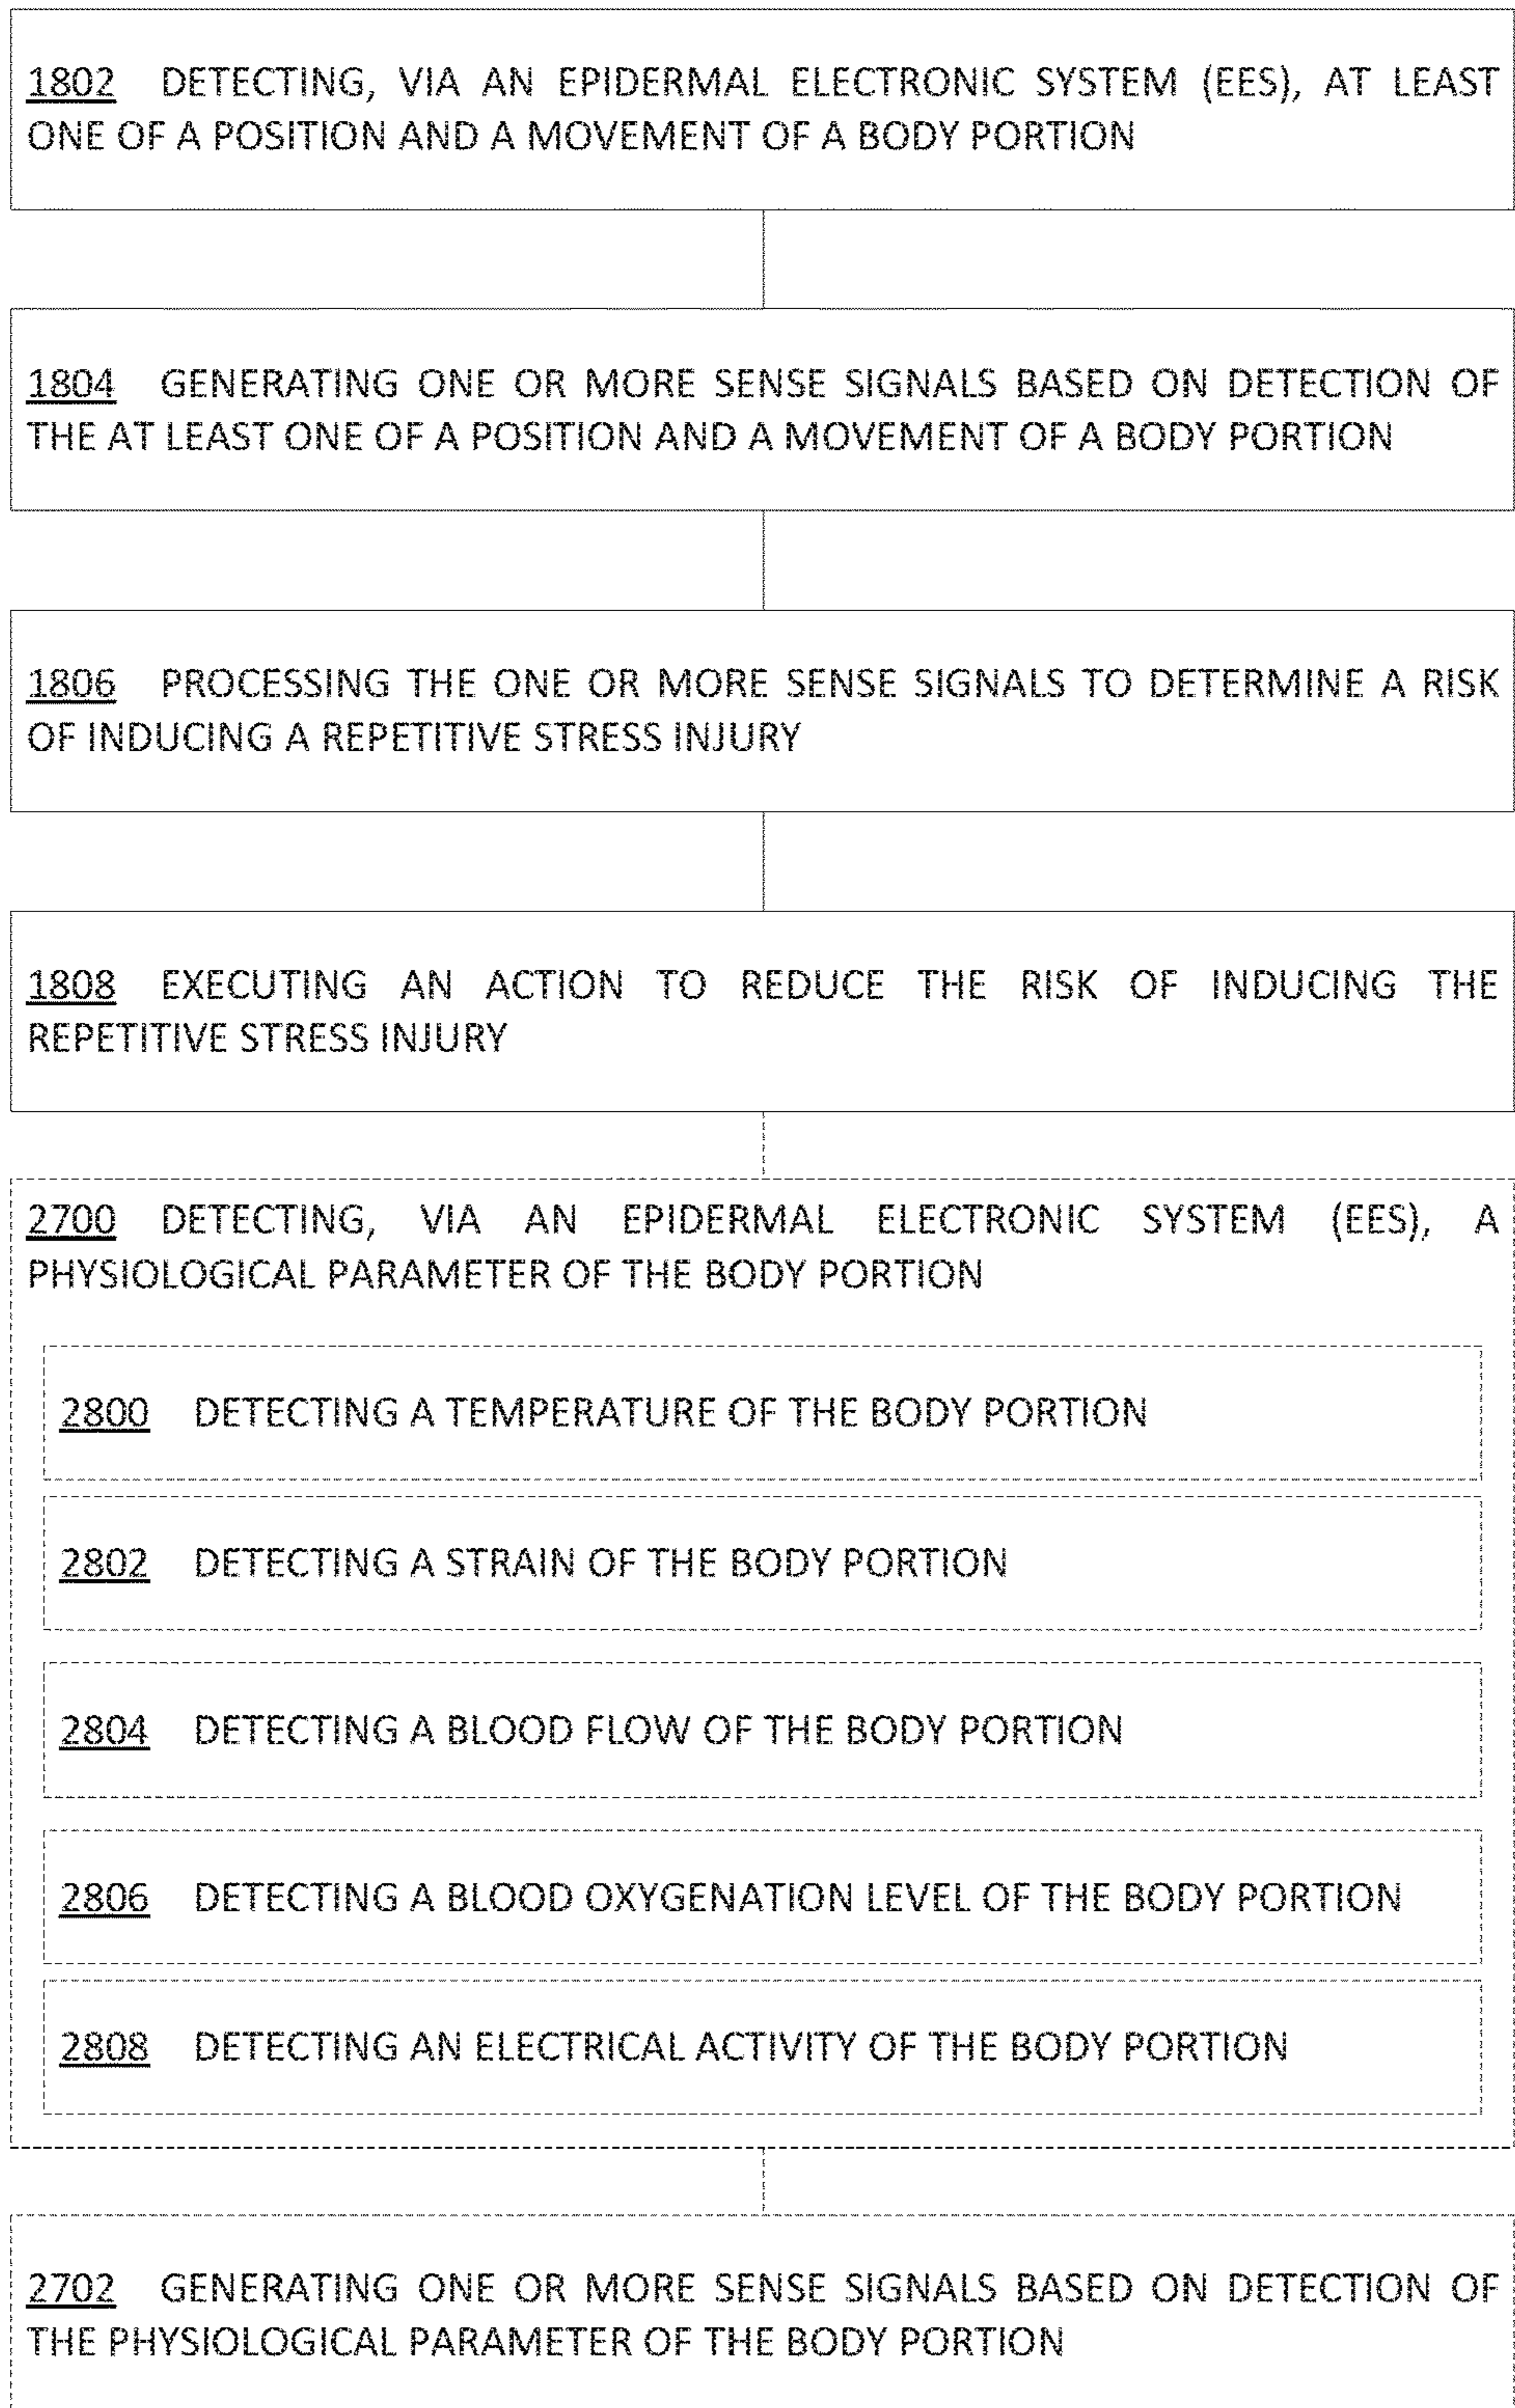 1802 DETECTING, VIA AN EPIDERMAL ELECTRONIC SYSTEM (EES), AT LEAST
ONE OF A POSITION AND A MOVEMENT OF A BODY PORTION
1804 GENERATING ONE OR MORE SENSE SIGNALS BASED ON DETECTION OF
THE AT LEAST ONE OF A POSITION AND A MOVEMENT OF A BODY PORTION
1806 PROCESSING THE ONE OR MORE SENSE SIGNALS TO DETERMINE A RISK
OF INDUCING A REPETITIVE STRESS INJURY
1808 EXECUTING AN ACTION TO REDUCE THE RISK OF INDUCING THE
REPETITIVE STRESS INJURY
2700 DETECTING, VIA AN EPIDERMAL ELECTRONIC SYSTEM (EES), A
PHYSIOLOGICAL PARAMETER OF THE BODY PORTION
2800 DETECTING A TEMPERATURE OF THE BODY PORTION
2802 DETECTING A STRAIN OF THE BODY PORTION
2804 DETECTING A BLOOD FLOW OF THE BODY PORTION
2806 DETECTING A BLOOD OXYGENATION LEVEL OF THE BODY PORTION
2808 DETECTING AN ELECTRICAL ACTIVITY OF THE BODY PORTION
2702 GENERATING ONE OR MORE SENSE SIGNALS BASED ON DETECTION OF
THE PHYSIOLOGICAL PARAMETER OF THE BODY PORTION